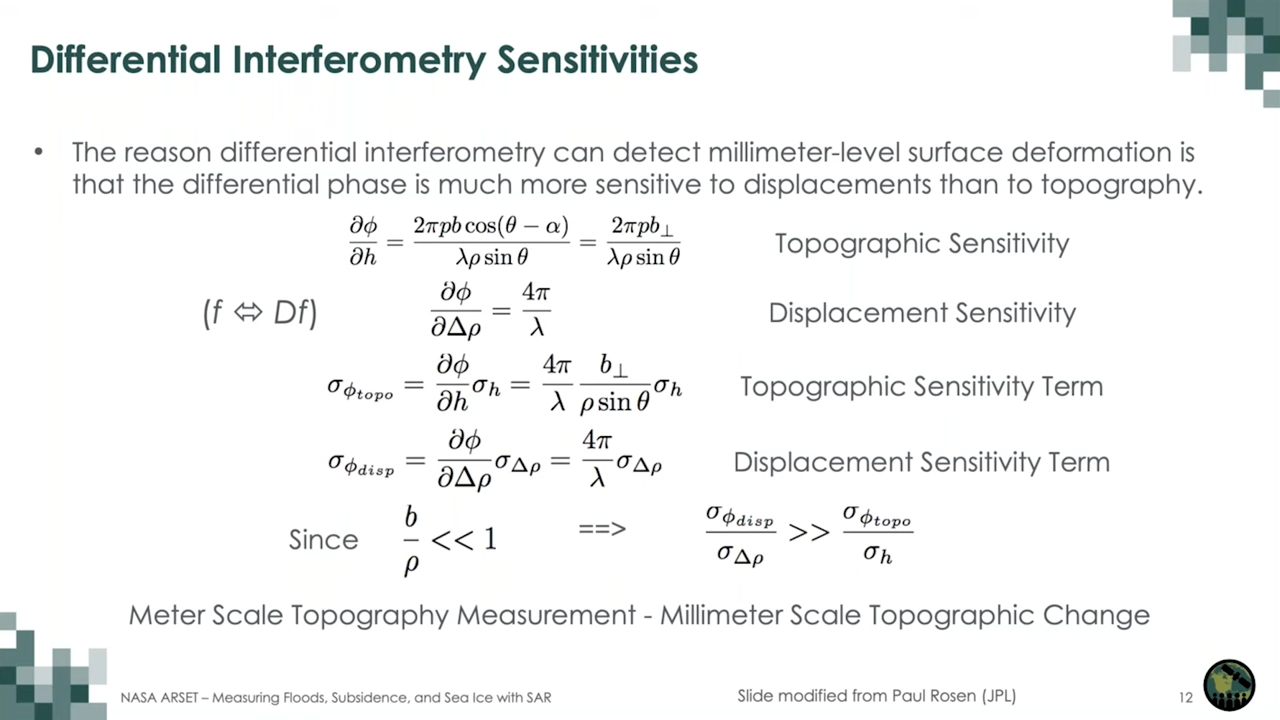 Differential Interferometry Sensitivities
• The reason differential interferometry can detect millimeter-level surface deformation is
that the differential phase is much more sensitive to displacements than to topography.
∂ϕ/∂h = 2πpb cos(θ − α)/λρ sin θ = 2πpb⊥/λρ sin θ Topographic Sensitivity
(f ⇔ Df) ∂ϕ/∂Δρ = 4π/λ Displacement Sensitivity
σ_ϕ_topo = ∂ϕ/∂h σ_h = 4π/λ b⊥/ρ sin θ σ_h Topographic Sensitivity Term
σ_ϕ_disp = ∂ϕ/∂Δρ σ_Δρ = 4π/λ σ_Δρ Displacement Sensitivity Term
Since b/ρ << 1 ==> σ_ϕ_disp/σ_Δρ >> σ_ϕ_topo/σ_h
Meter Scale Topography Measurement - Millimeter Scale Topographic Change
NASA ARSET – Measuring Floods, Subsidence, and Sea Ice with SAR Slide modified from Paul Rosen (JPL) 12